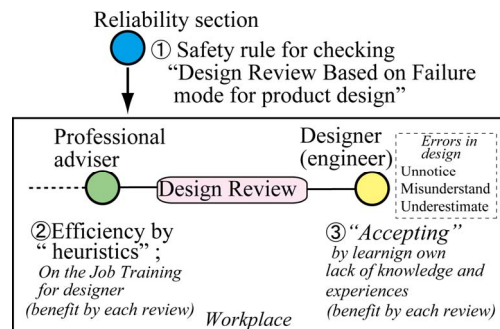 Reliability section
① Safety rule for checking
“Design Review Based on Failure
mode for product design”
Professional
adviser
Designer
(engineer)
Errors in
design
Unnotice
Misunderstand
Underestimate
Design Review
②Efficiency by
“ heuristics” ;
On the Job Training
for designer
(benefit by each review)
③ “Accepting”
by learnign own
lack of knowledge and
experiences
(benefit by each review)
Workplace